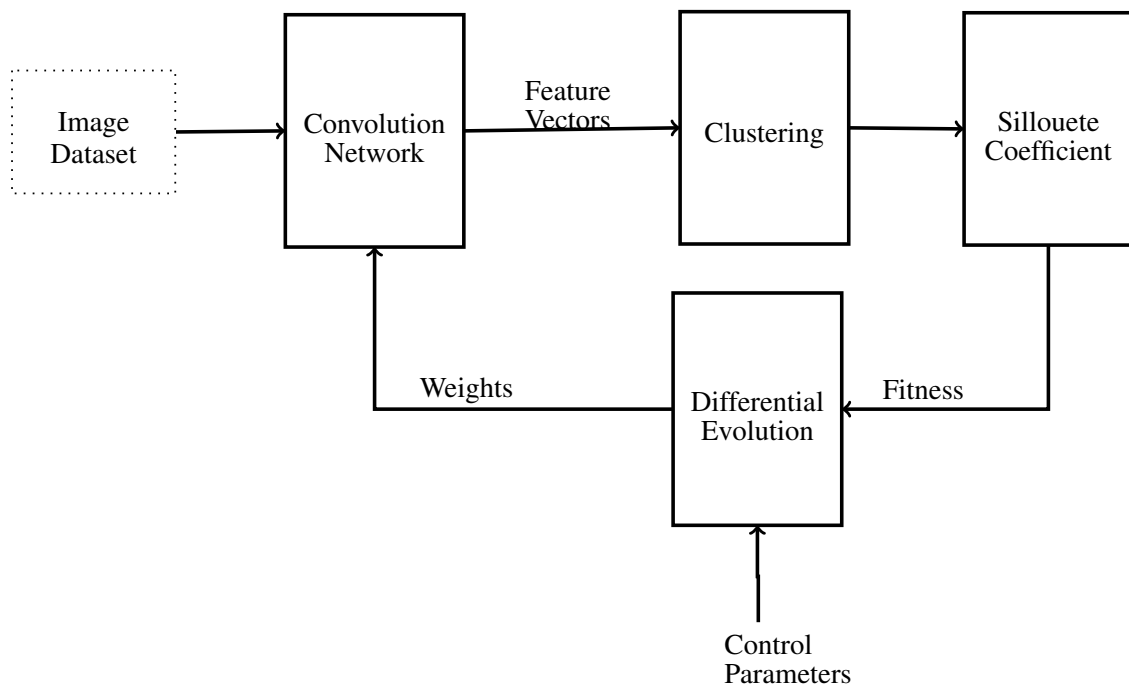 Image
Dataset
Convolution
Network
Feature
Vectors
Clustering
Sillouete
Coefficient
Weights
Differential
Evolution
Fitness
Control
Parameters